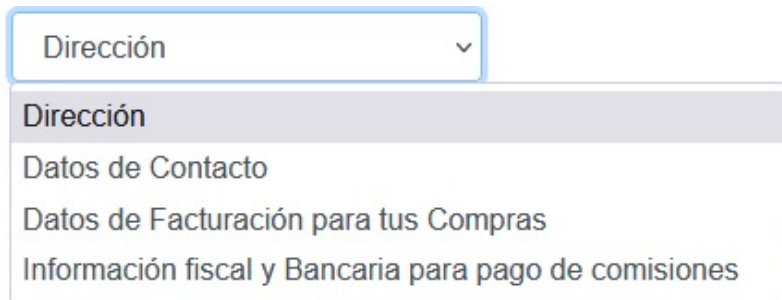 Dirección
Dirección
Datos de Contacto
Datos de Facturación para tus Compras
Información fiscal y Bancaria para pago de comisiones